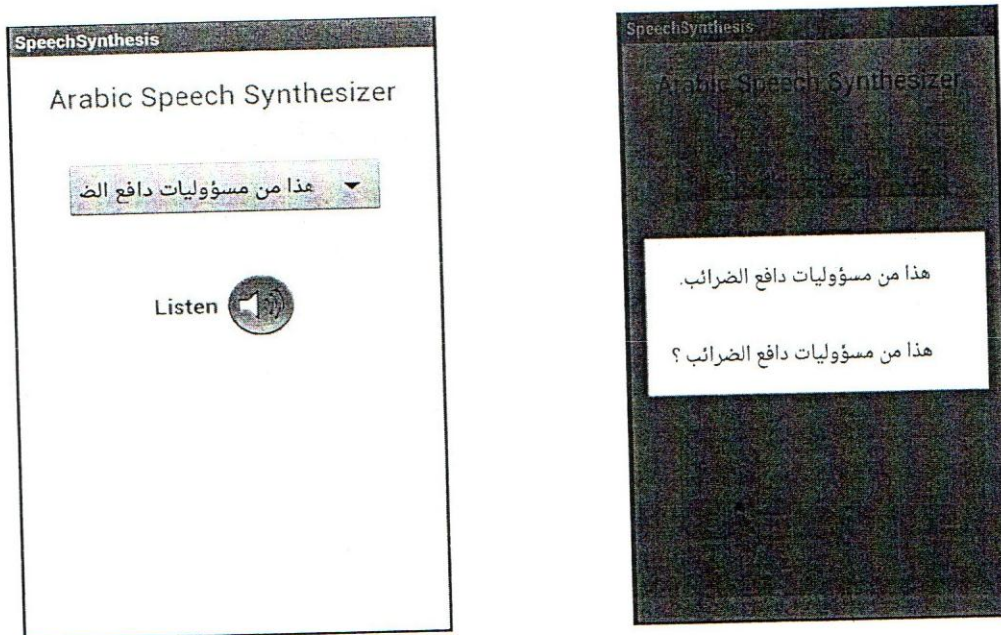 SpeechSynthesis
Arabic Speech Synthesizer
هذا من مسؤوليات دافع الض
Listen
SpeechSynthesis
Arabic Speech Synthesizer
هذا من مسؤوليات دافع الضرائب.
هذا من مسؤوليات دافع الضرائب ؟